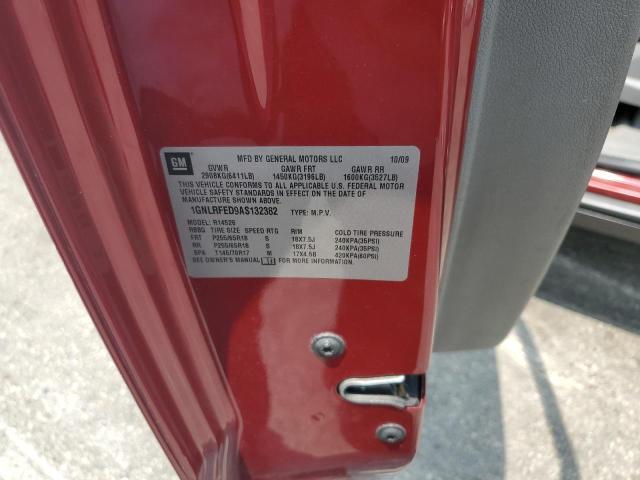 GM MFD BY GENERAL MOTORS LLC 10/09
GVWR GAWR FRT GAWR RR
2908KG(6411LB) 1450KG(3196LB) 1600KG(3527LB)
THIS VEHICLE CONFORMS TO ALL APPLICABLE U.S. FEDERAL MOTOR
VEHICLE SAFETY STANDARDS IN EFFECT ON THE DATE OF
MANUFACTURE SHOWN ABOVE.
1GNLRFED9AS132382 TYPE: M.P.V.
MODEL: R14526
RBBG TIRE SIZE SPEED RTG RIM COLD TIRE PRESSURE
FRT P255/65R18 S 18X7.5J 240KPA(35PSI)
RR P255/65R18 S 18X7.5J 240KPA(35PSI)
SPA T145/70R17 M 17X4.5B 420KPA(60PSI)
SEE OWNER'S MANUAL FOR MORE INFORMATION.